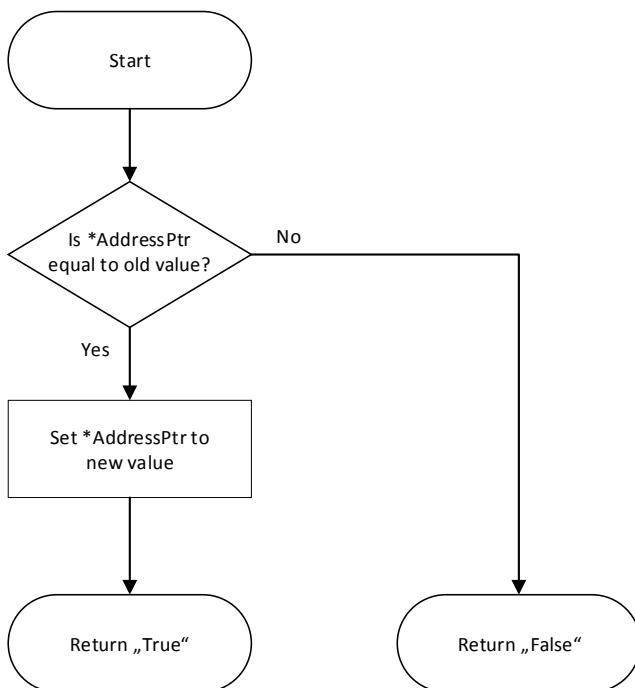 Start
Is *AddressPtr
equal to old value?
No
Yes
Set *AddressPtr to
new value
Return „True“
Return „False“